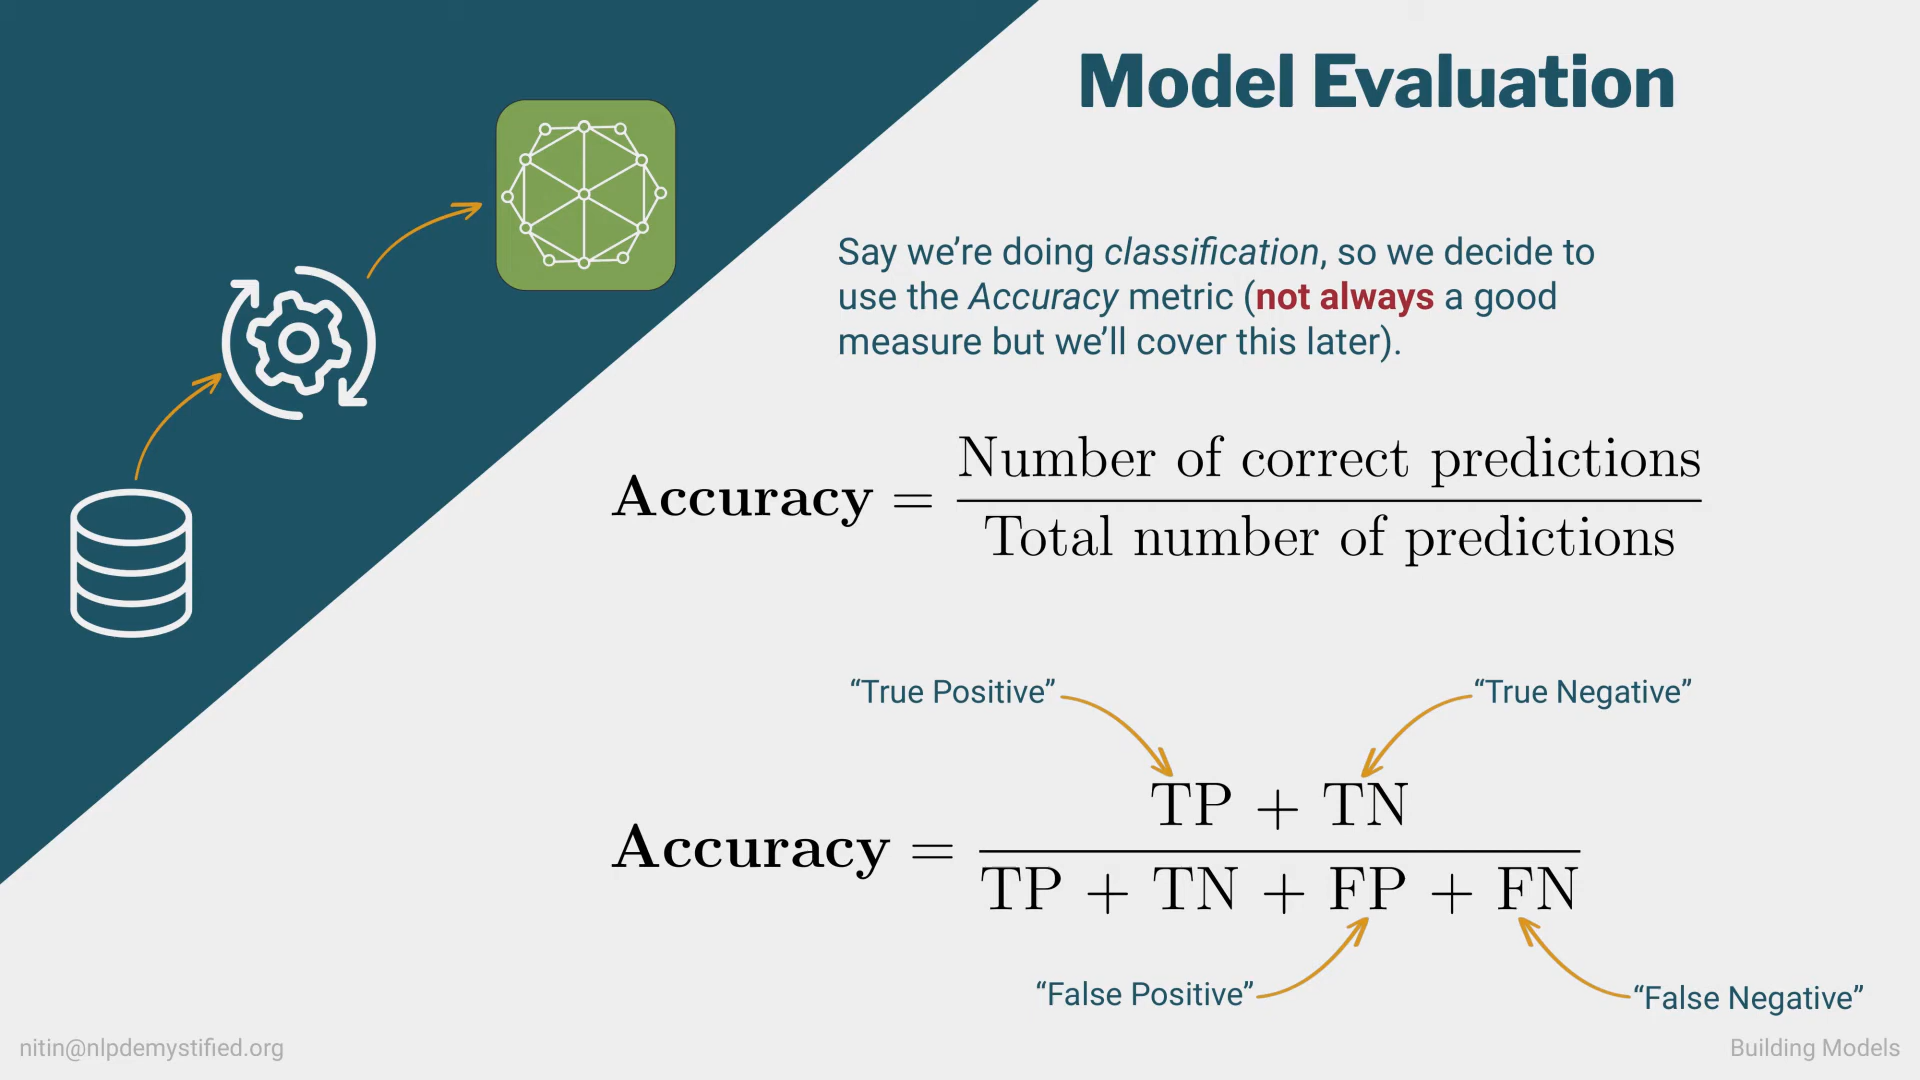 Model Evaluation
Say we’re doing classification, so we decide to
use the Accuracy metric (not always a good
measure but we’ll cover this later).
Accuracy = Number of correct predictions
Total number of predictions
“True Positive” “True Negative”
TP + TN
Accuracy =
TP + TN + FP + FN
“False Positive” “False Negative”
nitin@nlpdemystified.org Building Models